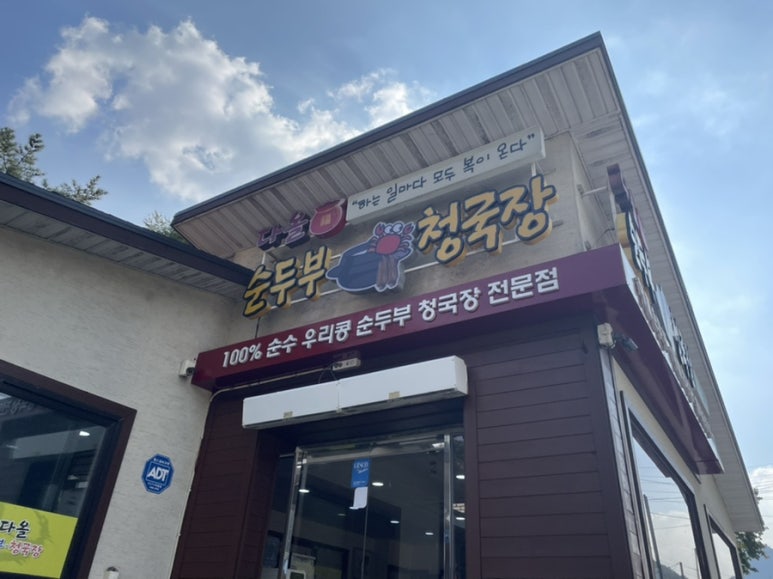 "하는 일마다 모두 복이 온다"
다올
순두부 청국장
100% 순수 우리콩 순두부 청국장 전문점
ADT
다올
청국장